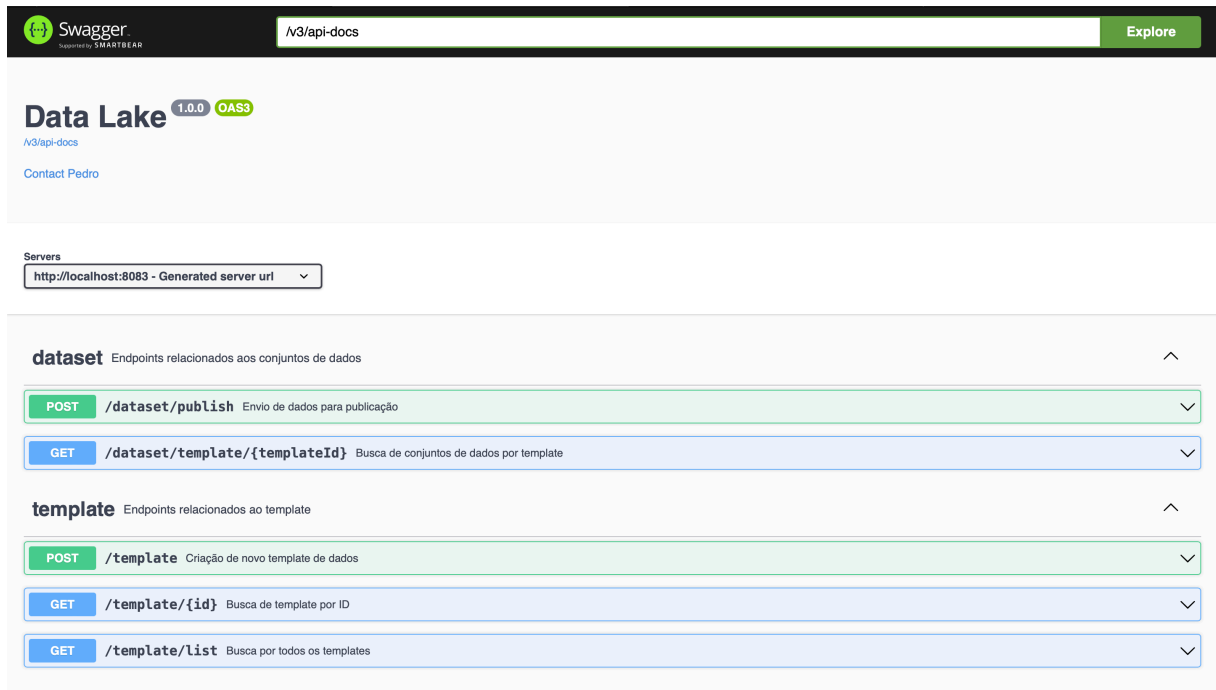 Swagger
Supported by SMARTBEAR
/v3/api-docs
Explore
Data Lake 1.0.0 OAS3
/v3/api-docs
Contact Pedro
Servers
http://localhost:8083 - Generated server url
dataset Endpoints relacionados aos conjuntos de dados
POST /dataset/publish Envio de dados para publicação
GET /dataset/template/{templateId} Busca de conjuntos de dados por template
template Endpoints relacionados ao template
POST /template Criação de novo template de dados
GET /template/{id} Busca de template por ID
GET /template/list Busca por todos os templates